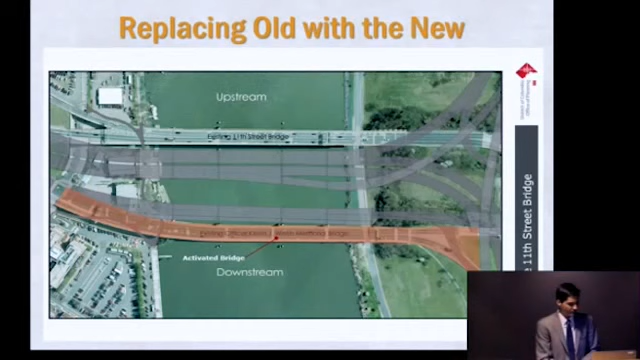 Replacing Old with the New
Upstream
Existing 11th Street Bridge
Activated Bridge
Downstream
11th Street Bridge